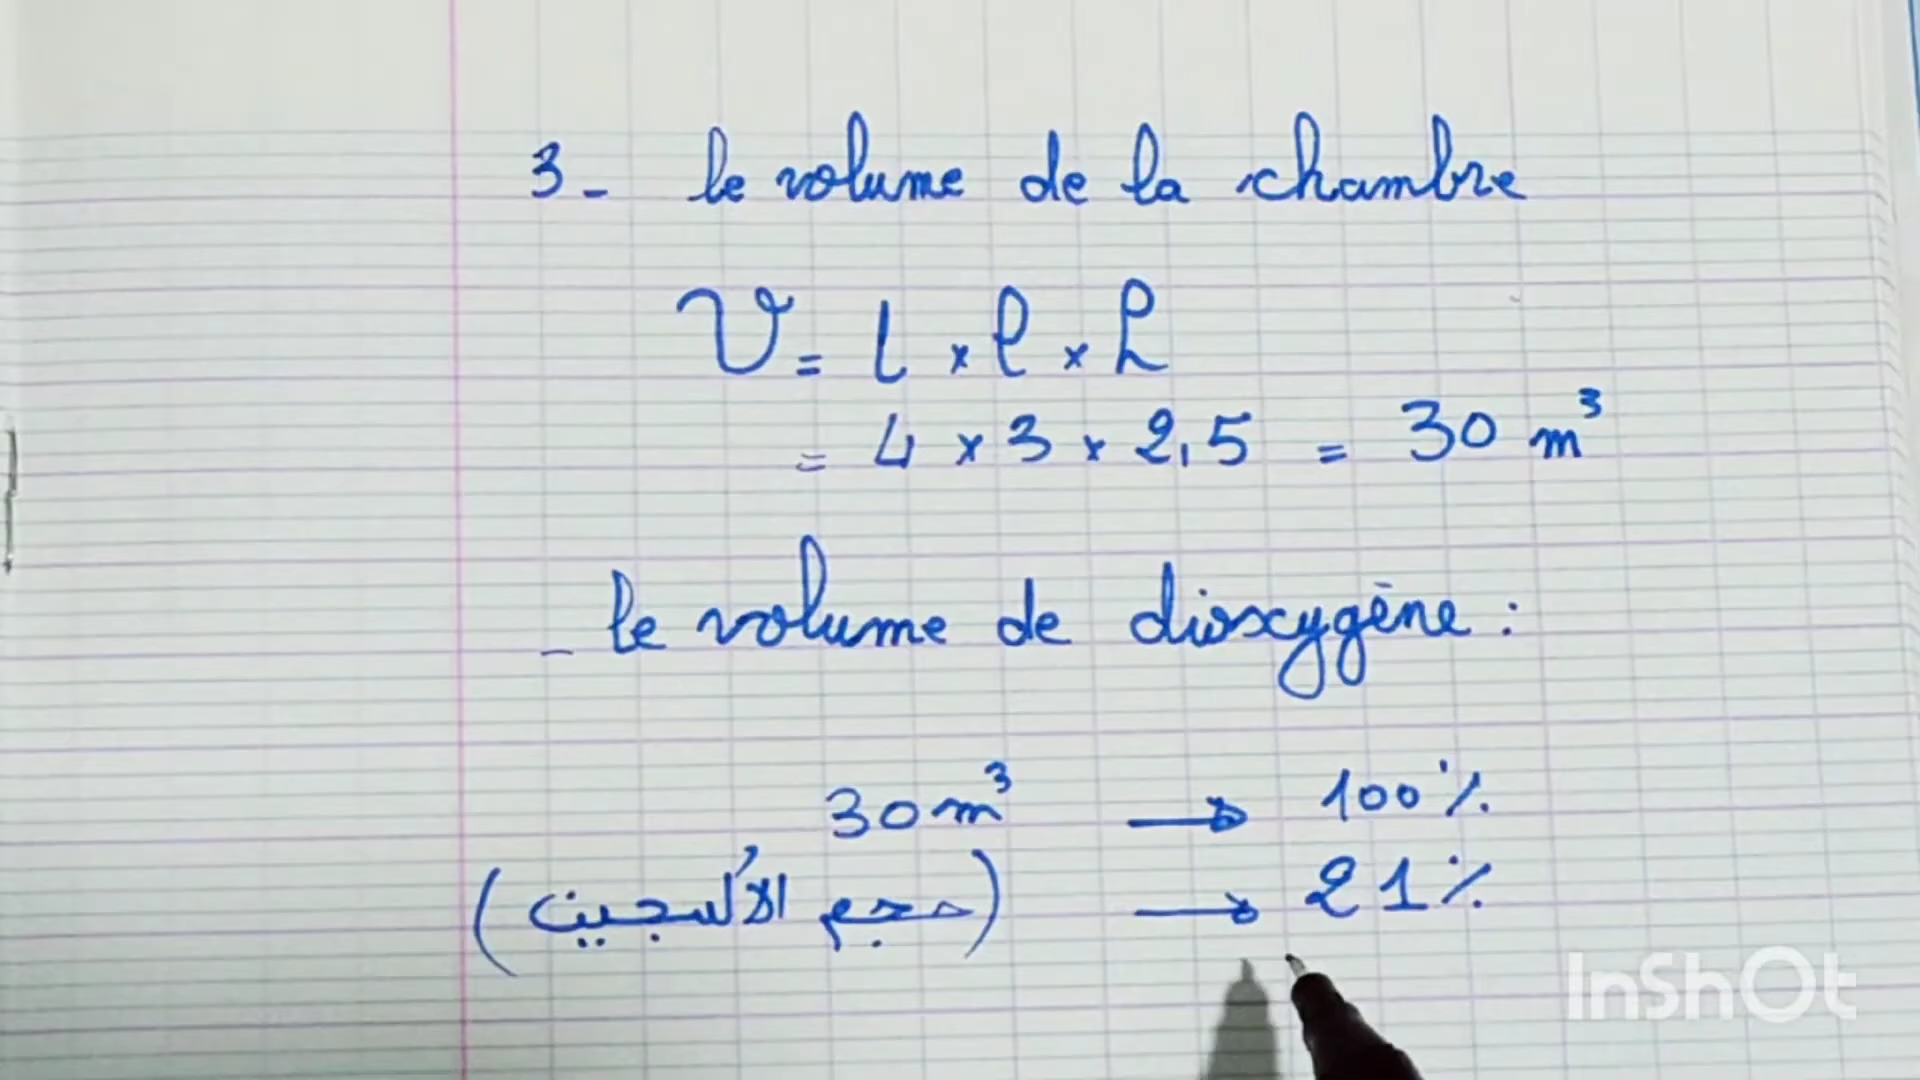 3- le volume de la chambre
V = L × l × h
= 4 × 3 × 2,5 = 30 m³
- le volume de dioxygène :
30 m³ → 100 %
(حجم الأكسجين) → 21 %
InShOt